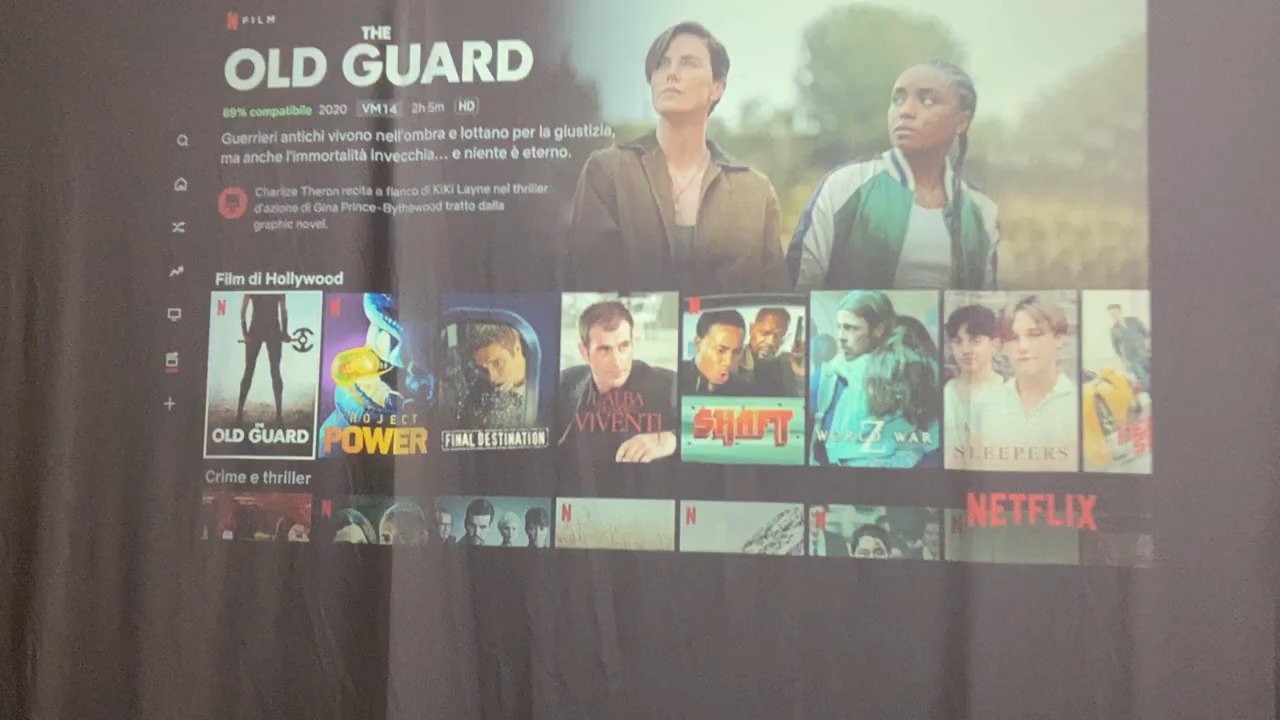 FILM
THE
OLD GUARD
89% compatibile 2020 VM14 2h 5m HD
Guerrieri antichi vivono nell'ombra e lottano per la giustizia,
ma anche l'immortalità invecchia... e niente è eterno.
Charlize Theron recita a fianco di KiKi Layne nel thriller
d'azione di Gina Prince-Bythewood tratto dalla
graphic novel.
Film di Hollywood
THE
OLD GUARD
PROJECT
POWER
FINAL DESTINATION
L'ALBA
VIVENTI
SHAFT
WORLD WAR
Z
SLEEPERS
Crime e thriller
NETFLIX